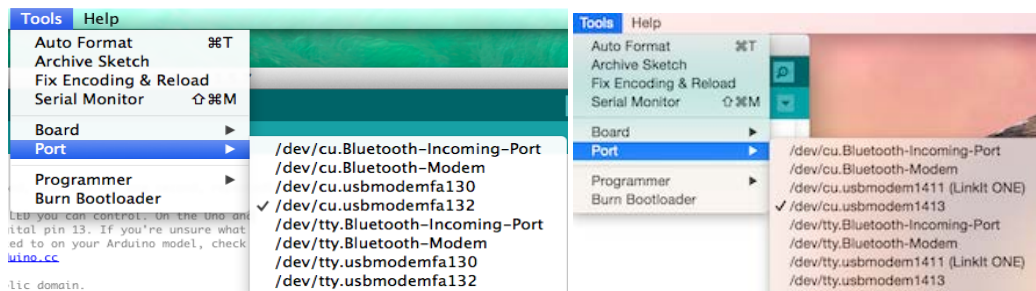 Tools Help
Auto Format ⌘T
Archive Sketch
Fix Encoding & Reload
Serial Monitor ⇧⌘M
Board
Port
/dev/cu.Bluetooth-Incoming-Port
/dev/cu.Bluetooth-Modem
Programmer
/dev/cu.usbmodemfa130
Burn Bootloader
✓ /dev/cu.usbmodemfa132
LED you can control. On the Uno and
/dev/tty.Bluetooth-Incoming-Port
ital pin 13. If you're unsure what
/dev/tty.Bluetooth-Modem
ed to on your Arduino model, check
/dev/tty.usbmodemfa130
uino.cc
/dev/tty.usbmodemfa132
lic domain.
Tools Help
Auto Format ⌘T
Archive Sketch
Fix Encoding & Reload
Serial Monitor ⇧⌘M
Board
Port
/dev/cu.Bluetooth-Incoming-Port
/dev/cu.Bluetooth-Modem
Programmer
/dev/cu.usbmodem1411 (LinkIt ONE)
Burn Bootloader
✓ /dev/cu.usbmodem1413
/dev/tty.Bluetooth-Incoming-Port
/dev/tty.Bluetooth-Modem
/dev/tty.usbmodem1411 (LinkIt ONE)
/dev/tty.usbmodem1413